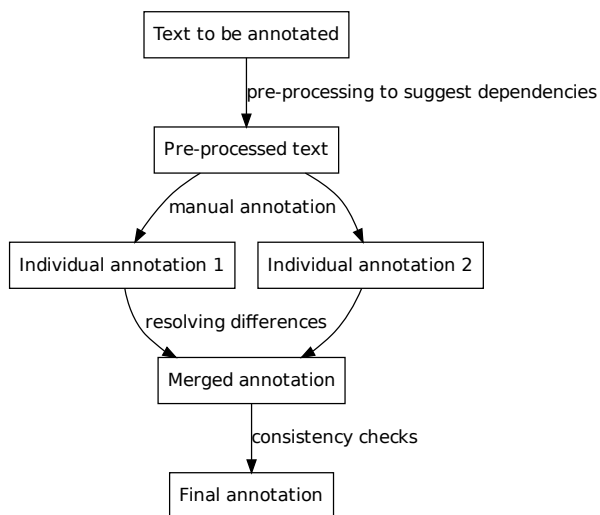 Text to be annotated
pre-processing to suggest dependencies
Pre-processed text
manual annotation
Individual annotation 1
Individual annotation 2
resolving differences
Merged annotation
consistency checks
Final annotation